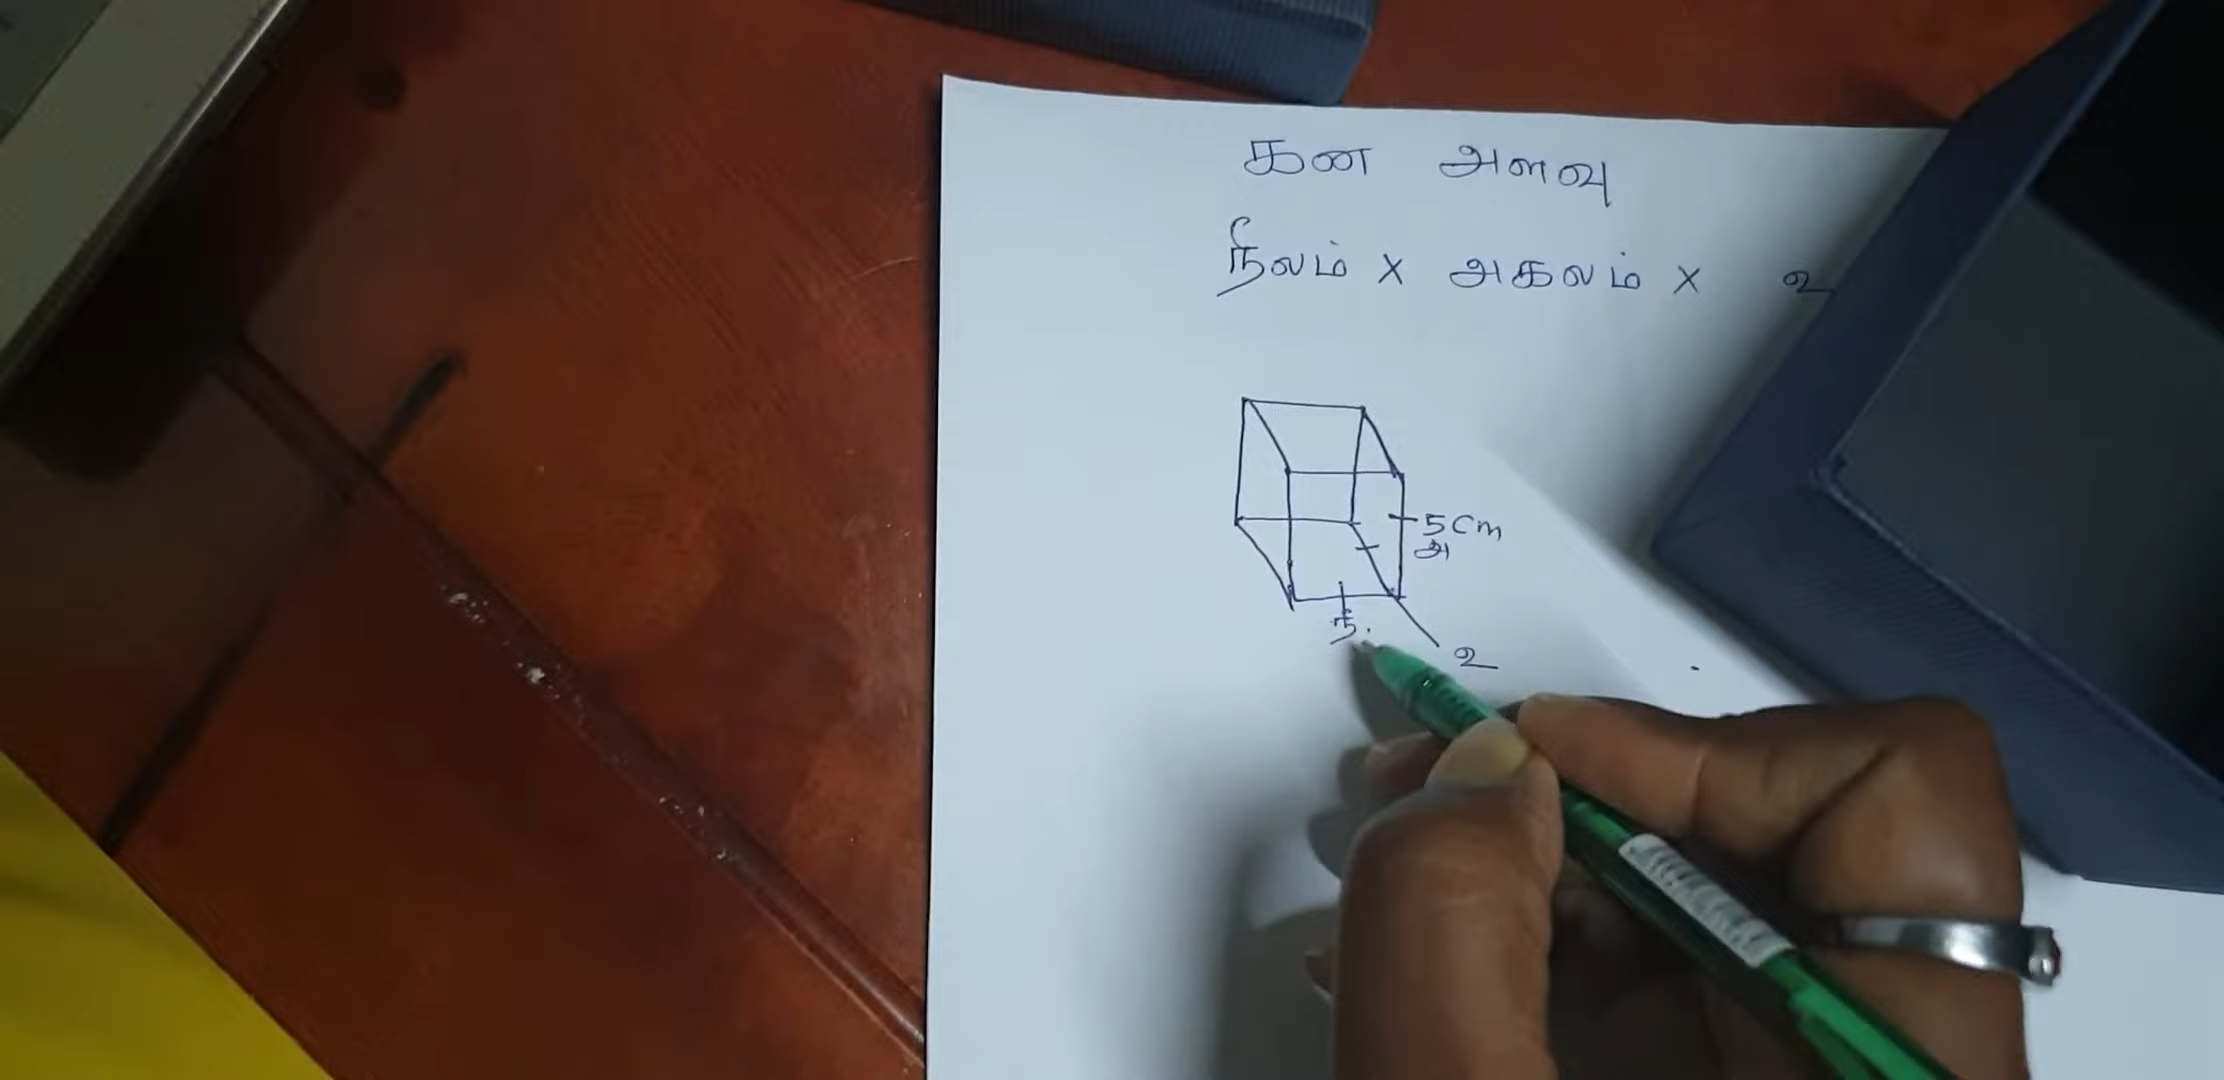 கன அளவு
நீலம் x அகலம் x உ
5cm
அ
நீ.
உ